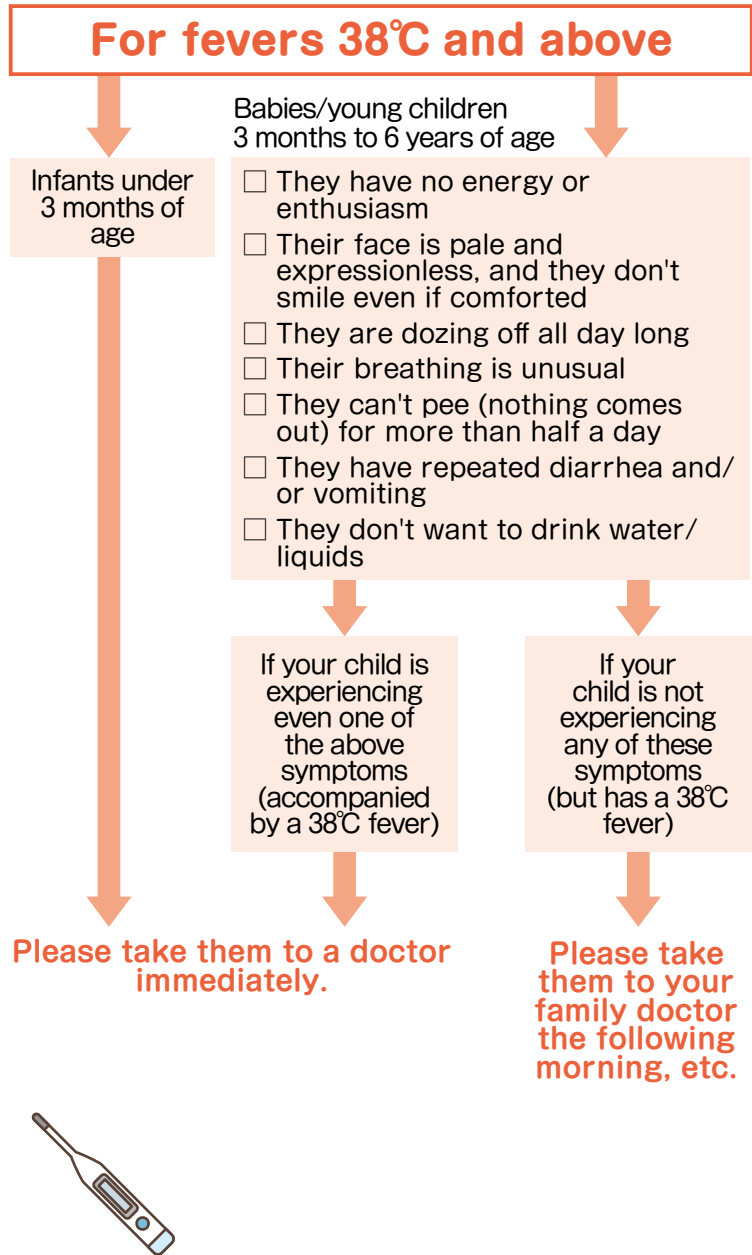 For fevers 38℃ and above
Babies/young children
3 months to 6 years of age
Infants under
3 months of
age
□ They have no energy or
enthusiasm
□ Their face is pale and
expressionless, and they don't
smile even if comforted
□ They are dozing off all day long
□ Their breathing is unusual
□ They can't pee (nothing comes
out) for more than half a day
□ They have repeated diarrhea and/
or vomiting
□ They don't want to drink water/
liquids
If your child is
experiencing
even one of
the above
symptoms
(accompanied
by a 38℃ fever)
If your
child is not
experiencing
any of these
symptoms
(but has a 38℃
fever)
Please take them to a doctor
immediately.
Please take
them to your
family doctor
the following
morning, etc.